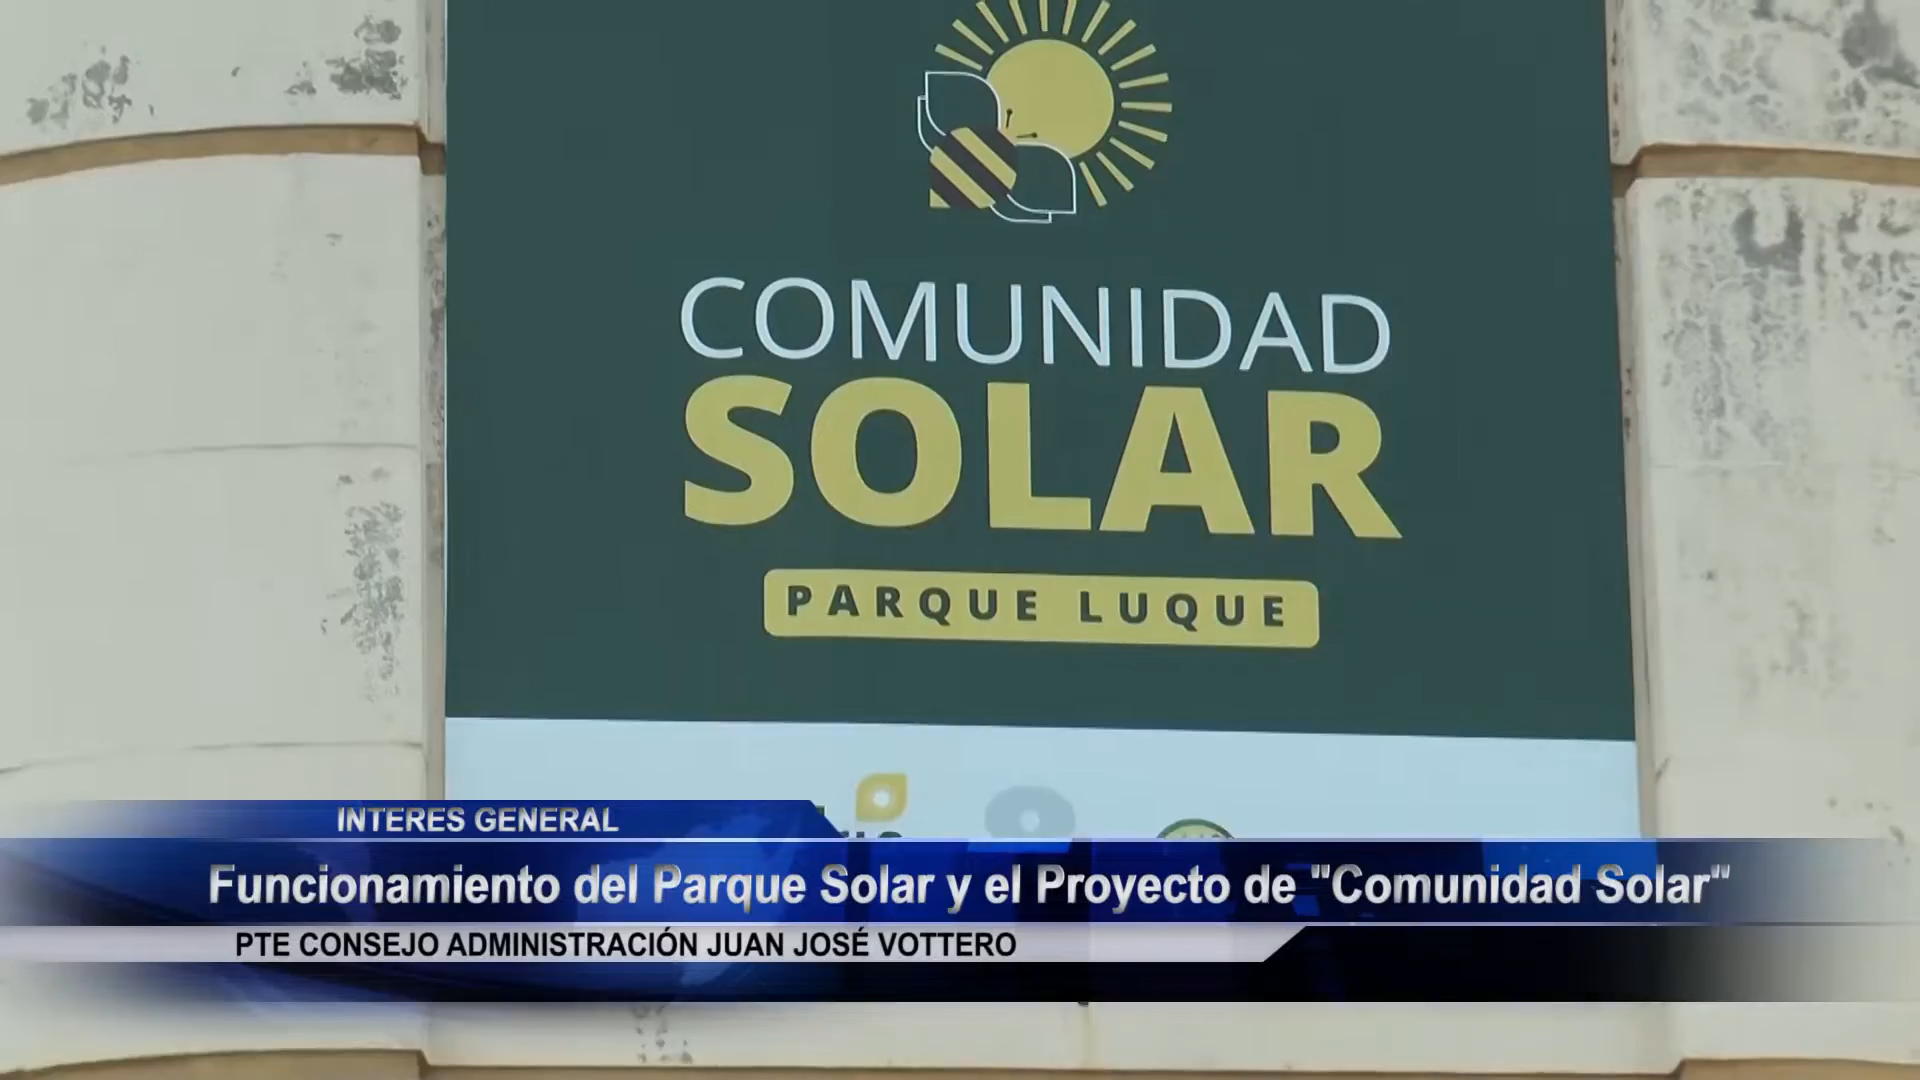 COMUNIDAD
SOLAR
PARQUE LUQUE
INTERES GENERAL
Funcionamiento del Parque Solar y el Proyecto de "Comunidad Solar"
PTE CONSEJO ADMINISTRACIÓN JUAN JOSÉ VOTTERO